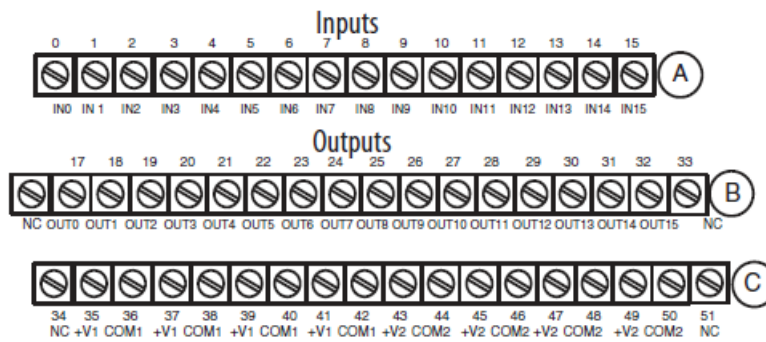 Inputs
0 1 2 3 4 5 6 7 8 9 10 11 12 13 14 15
A
IN0 IN 1 IN2 IN3 IN4 IN5 IN6 IN7 IN8 IN9 IN10 IN11 IN12 IN13 IN14 IN15
Outputs
17 18 19 20 21 22 23 24 25 26 27 28 29 30 31 32 33
B
NC OUT0 OUT1 OUT2 OUT3 OUT4 OUT5 OUT6 OUT7 OUT8 OUT9 OUT10 OUT11 OUT12 OUT13 OUT14 OUT15 NC
C
34 35 36 37 38 39 40 41 42 43 44 45 46 47 48 49 50 51
NC +V1 COM1 +V1 COM1 +V1 COM1 +V1 COM1 +V2 COM2 +V2 COM2 +V2 COM2 +V2 COM2 NC